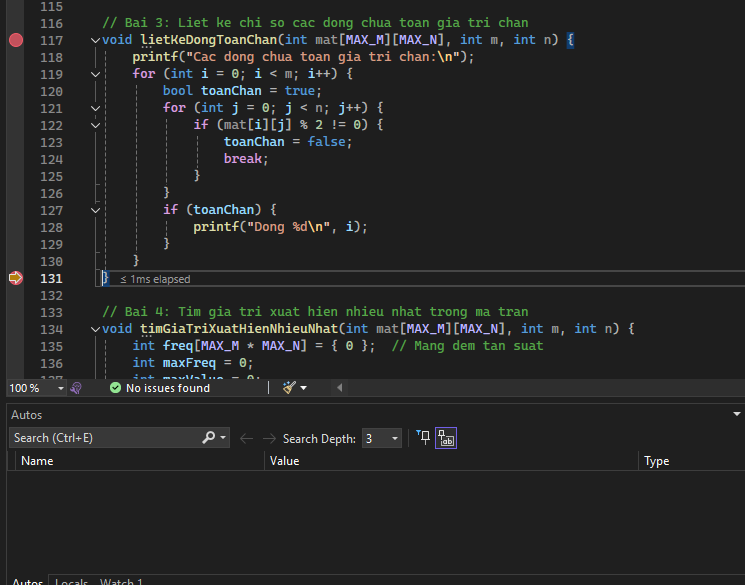 115
116 // Bai 3: Liet ke chi so cac dong chua toan gia tri chan
117 void lietKeDongToanChan(int mat[MAX_M][MAX_N], int m, int n) {
118 printf("Cac dong chua toan gia tri chan:\n");
119 for (int i = 0; i < m; i++) {
120 bool toanChan = true;
121 for (int j = 0; j < n; j++) {
122 if (mat[i][j] % 2 != 0) {
123 toanChan = false;
124 break;
125 }
126 }
127 if (toanChan) {
128 printf("Dong %d\n", i);
129 }
130 }
131 } ≤ 1ms elapsed
132
133 // Bai 4: Tim gia tri xuat hien nhieu nhat trong ma tran
134 void timGiaTriXuatHienNhieuNhat(int mat[MAX_M][MAX_N], int m, int n) {
135 int freq[MAX_M * MAX_N] = { 0 }; // Mang dem tan suat
136 int maxFreq = 0;
137 int maxValue = 0;
100 % No issues found
Autos
Search (Ctrl+E) Search Depth: 3
Name Value Type
Autos Locals Watch 1